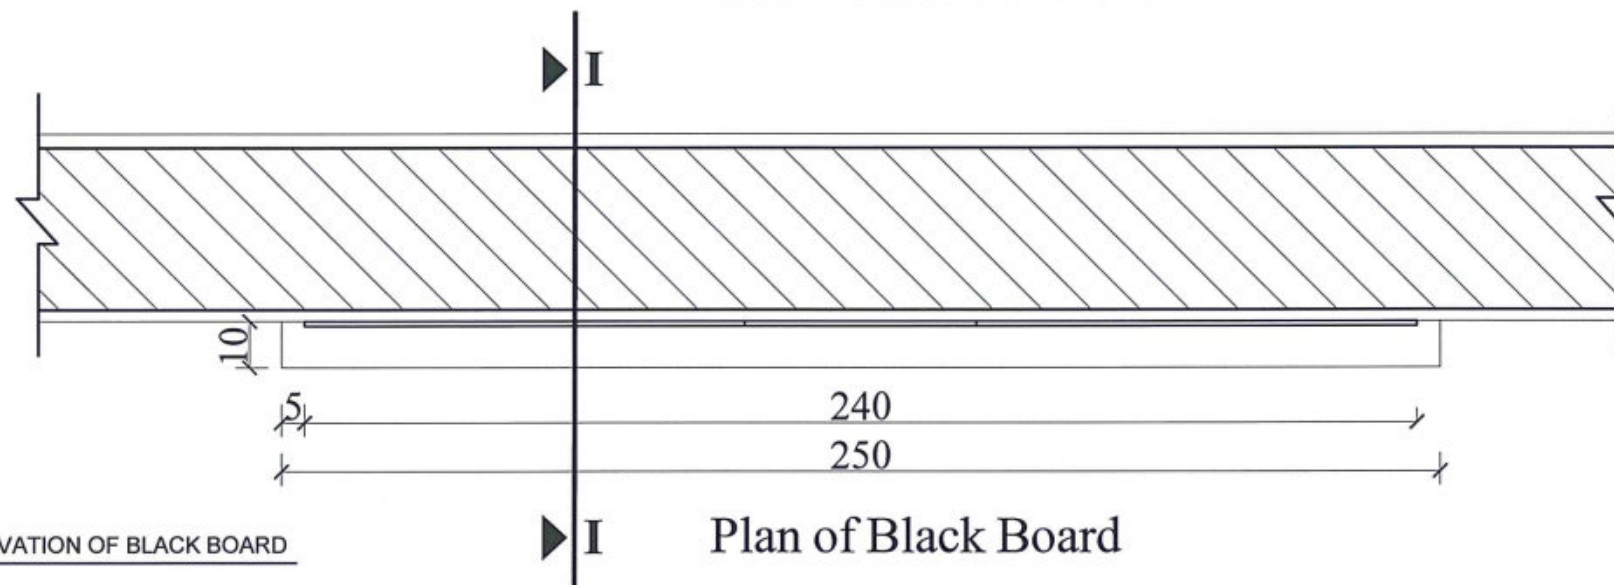 I
10
5
240
250
I
Plan of Black Board
VATION OF BLACK BOARD